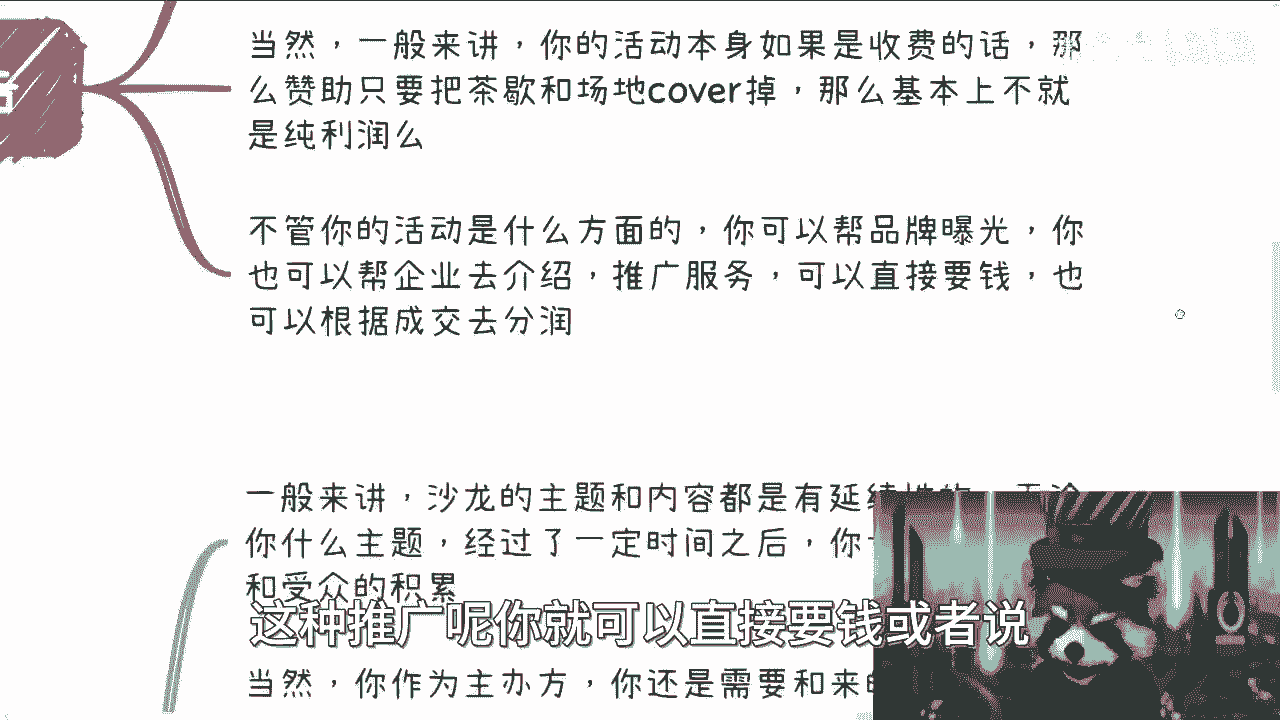 当然，一般来讲，你的活动本身如果是收费的话，那
么赞助只要把茶歇和场地cover掉，那么基本上不就
是纯利润么
不管你的活动是什么方面的，你可以帮品牌曝光，你
也可以帮企业去介绍，推广服务，可以直接要钱，也
可以根据成交去分润
一般来讲，沙龙的主题和内容都是有延续性的，无论
你什么主题，经过了一定时间之后，你
和受众的积累
这种推广呢你就可以直接要钱或者说
当然，你作为主办方，你还是需要和来